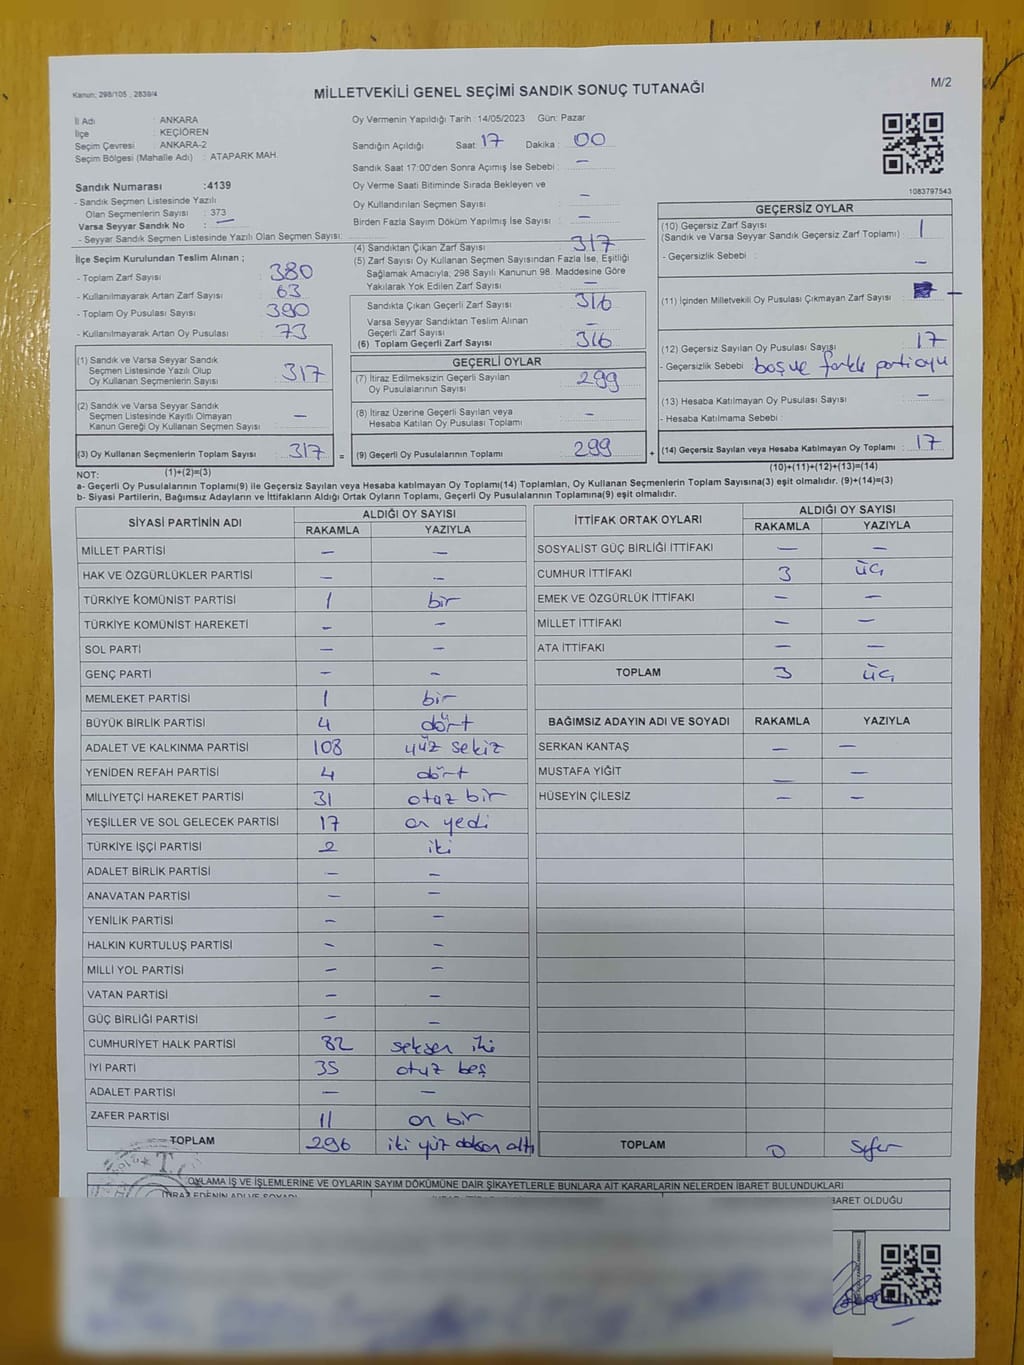 Kanun: 298/105 , 2839/4
MİLLETVEKİLİ GENEL SEÇİMİ SANDIK SONUÇ TUTANAĞI
M/2
İl Adı : ANKARA
İlçe : KEÇİÖREN
Seçim Çevresi : ANKARA-2
Seçim Bölgesi (Mahalle Adı) : ATAPARK MAH.
Sandık Numarası :4139
- Sandık Seçmen Listesinde Yazılı
Olan Seçmenlerin Sayısı : 373
Varsa Seyyar Sandık No : —
- Seyyar Sandık Seçmen Listesinde Yazılı Olan Seçmen Sayısı:
Oy Vermenin Yapıldığı Tarih :14/05/2023 Gün: Pazar
Sandığın Açıldığı Saat 17 Dakika : 00
Sandık Saat 17:00'den Sonra Açımış İse Sebebi : —
Oy Verme Saati Bitiminde Sırada Bekleyen ve
Oy Kullandırılan Seçmen Sayısı : —
Birden Fazla Sayım Döküm Yapılmış İse Sayısı : —
1083797543
İlçe Seçim Kurulundan Teslim Alınan ;
- Toplam Zarf Sayısı : 380
- Kullanılmayarak Artan Zarf Sayısı : 63
- Toplam Oy Pusulası Sayısı : 390
- Kullanılmayarak Artan Oy Pusulası : 73
(1) Sandık ve Varsa Seyyar Sandık
Seçmen Listesinde Yazılı Olup
Oy Kullanan Seçmenlerin Sayısı : 317
(2) Sandık ve Varsa Seyyar Sandık
Seçmen Listesinde Kayıtlı Olmayan
Kanun Gereği Oy Kullanan Seçmen Sayısı : —
(3) Oy Kullanan Seçmenlerin Toplam Sayısı : 317 =
(1)+(2)=(3)
(4) Sandıktan Çıkan Zarf Sayısı : 317
(5) Zarf Sayısı Oy Kullanan Seçmen Sayısından Fazla İse, Eşitliği
Sağlamak Amacıyla, 298 Sayılı Kanunun 98. Maddesine Göre
Yakılarak Yok Edilen Zarf Sayısı : —
Sandıkta Çıkan Geçerli Zarf Sayısı : 316
Varsa Seyyar Sandıktan Teslim Alınan
Geçerli Zarf Sayısı : —
(6) Toplam Geçerli Zarf Sayısı : 316
GEÇERLİ OYLAR
(7) İtiraz Edilmeksizin Geçerli Sayılan
Oy Pusulalarının Sayısı : 299
(8) İtiraz Üzerine Geçerli Sayılan veya
Hesaba Katılan Oy Pusulası Toplamı : —
(9) Geçerli Oy Pusulalarının Toplamı : 299 +
GEÇERSİZ OYLAR
(10) Geçersiz Zarf Sayısı : 1
(Sandık ve Varsa Seyyar Sandık Geçersiz Zarf Toplamı)
- Geçersizlik Sebebi : —
(11) İçinden Milletvekili Oy Pusulası Çıkmayan Zarf Sayısı : —
(12) Geçersiz Sayılan Oy Pusulası Sayısı : 17
- Geçersizlik Sebebi boş ve farklı parti oyu
(13) Hesaba Katılmayan Oy Pusulası Sayısı : —
- Hesaba Katılmama Sebebi :
(14) Geçersiz Sayılan veya Hesaba Katılmayan Oy Toplamı : 17
(10)+(11)+(12)+(13)=(14)
NOT:
a- Geçerli Oy Pusulalarının Toplamı(9) ile Geçersiz Sayılan veya Hesaba katılmayan Oy Toplamı(14) Toplamları, Oy Kullanan Seçmenlerin Toplam Sayısına(3) eşit olmalıdır. (9)+(14)=(3)
b- Siyasi Partilerin, Bağımsız Adayların ve İttifakların Aldığı Ortak Oyların Toplamı, Geçerli Oy Pusulalarının Toplamına(9) eşit olmalıdır.
SİYASİ PARTİNİN ADI ALDIĞI OY SAYISI
RAKAMLA YAZIYLA
MİLLET PARTİSİ — —
HAK VE ÖZGÜRLÜKLER PARTİSİ — —
TÜRKİYE KOMÜNİST PARTİSİ 1 bir
TÜRKİYE KOMÜNİST HAREKETİ — —
SOL PARTİ — —
GENÇ PARTİ — —
MEMLEKET PARTİSİ 1 bir
BÜYÜK BİRLİK PARTİSİ 4 dört
ADALET VE KALKINMA PARTİSİ 108 yüz sekiz
YENİDEN REFAH PARTİSİ 4 dört
MİLLİYETÇİ HAREKET PARTİSİ 31 otuz bir
YEŞİLLER VE SOL GELECEK PARTİSİ 17 on yedi
TÜRKİYE İŞÇİ PARTİSİ 2 iki
ADALET BİRLİK PARTİSİ — —
ANAVATAN PARTİSİ — —
YENİLİK PARTİSİ — —
HALKIN KURTULUŞ PARTİSİ — —
MİLLİ YOL PARTİSİ — —
VATAN PARTİSİ — —
GÜÇ BİRLİĞİ PARTİSİ — —
CUMHURİYET HALK PARTİSİ 82 seksen iki
İYİ PARTİ 35 otuz beş
ADALET PARTİSİ — —
ZAFER PARTİSİ 11 on bir
TOPLAM 296 iki yüz doksan altı
İTTİFAK ORTAK OYLARI ALDIĞI OY SAYISI
RAKAMLA YAZIYLA
SOSYALİST GÜÇ BİRLİĞİ İTTİFAKI — —
CUMHUR İTTİFAKI 3 üç
EMEK VE ÖZGÜRLÜK İTTİFAKI — —
MİLLET İTTİFAKI — —
ATA İTTİFAKI — —
TOPLAM 3 üç
BAĞIMSIZ ADAYIN ADI VE SOYADI RAKAMLA YAZIYLA
SERKAN KANTAŞ — —
MUSTAFA YİĞİT — —
HÜSEYİN ÇİLESİZ — —
TOPLAM 0 sıfır
OYLAMA İŞ VE İŞLEMLERİNE VE OYLARIN SAYIM DÖKÜMÜNE DAİR ŞİKAYETLERLE BUNLARA AİT KARARLARIN NELERDEN İBARET BULUNDUKLARI
İTİRAZ EDENİN ADI VE SOYADI
BARET OLDUĞU